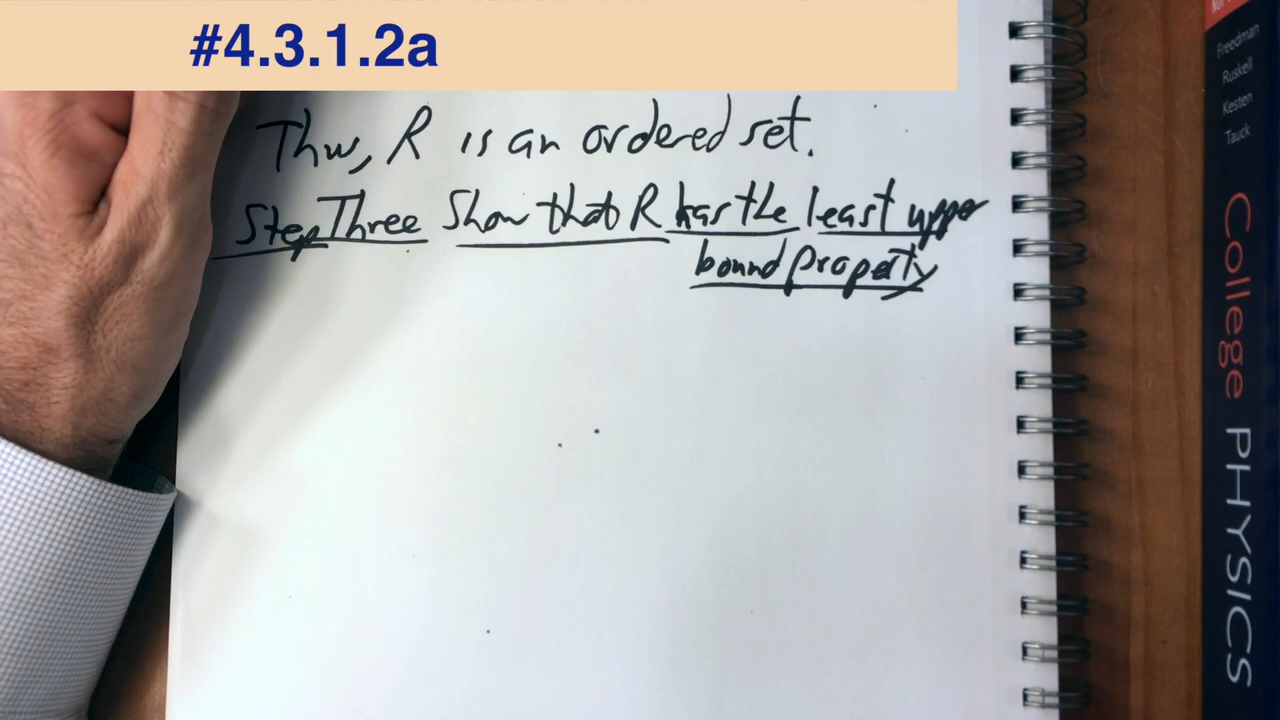 #4.3.1.2a
Thus, R is an ordered set.
Step Three Show that R has the least upper
bound property
Freedman
Ruskell
Kesten
Tauck
College PHYSICS